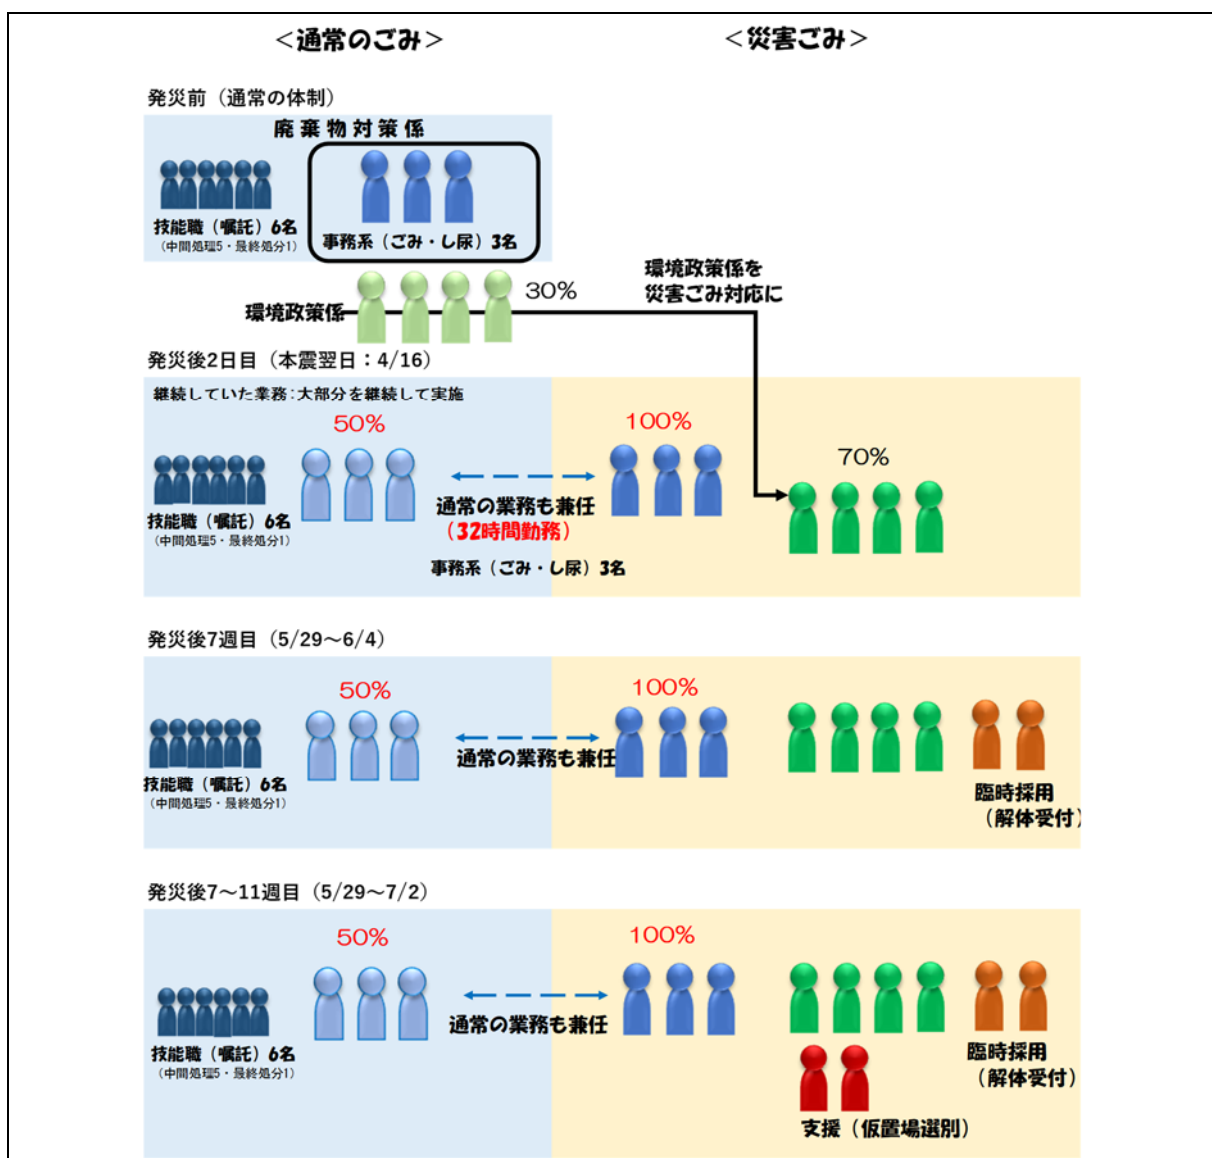 ＜通常のごみ＞
＜災害ごみ＞
発災前（通常の体制）
廃棄物対策係
技能職（嘱託）6名
（中間処理5・最終処分1）
事務系（ごみ・し尿）3名
環境政策係
30%
環境政策係を
災害ごみ対応に
発災後2日目（本震翌日：4/16）
継続していた業務：大部分を継続して実施
50%
100%
70%
技能職（嘱託）6名
（中間処理5・最終処分1）
通常の業務も兼任
（32時間勤務）
事務系（ごみ・し尿）3名
発災後7週目（5/29～6/4）
50%
100%
技能職（嘱託）6名
（中間処理5・最終処分1）
通常の業務も兼任
臨時採用
（解体受付）
発災後7～11週目（5/29～7/2）
50%
100%
技能職（嘱託）6名
（中間処理5・最終処分1）
通常の業務も兼任
臨時採用
（解体受付）
支援（仮置場選別）